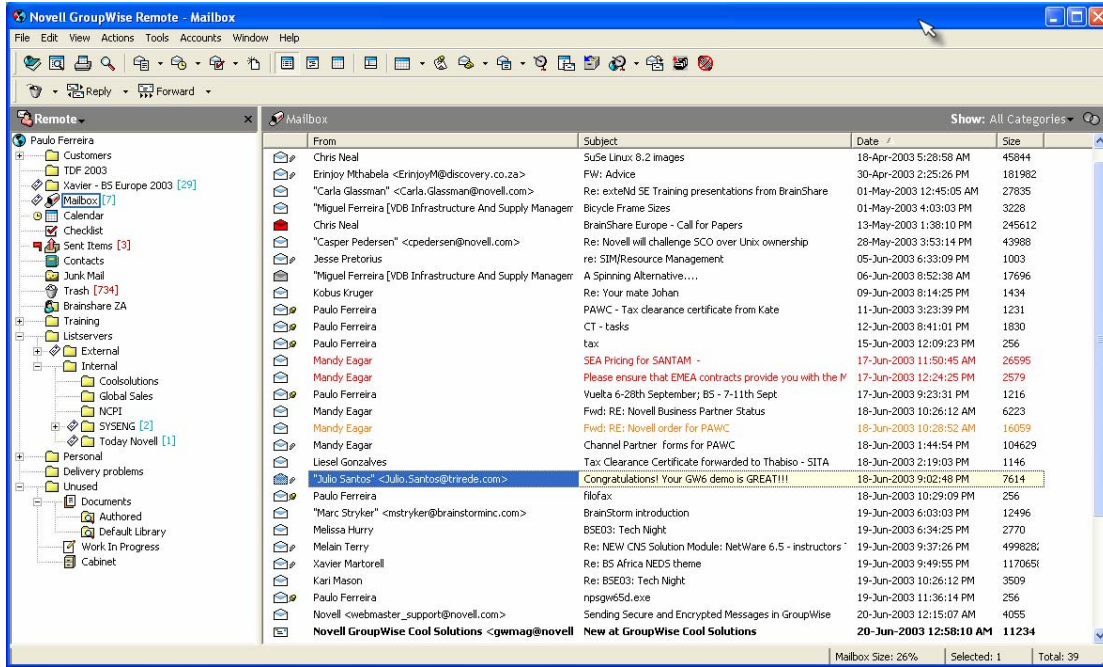 Novell GroupWise Remote - Mailbox
File Edit View Actions Tools Accounts Window Help
Reply Forward
Remote Mailbox Show: All Categories
Paulo Ferreira
Customers
TDF 2003
Xavier - BS Europe 2003 [29]
Mailbox [7]
Calendar
Checklist
Sent Items [3]
Contacts
Junk Mail
Trash [734]
Brainshare ZA
Training
Listservers
External
Internal
Coolsolutions
Global Sales
NCPI
SYSENG [2]
Today Novell [1]
Personal
Delivery problems
Unused
Documents
Authored
Default Library
Work In Progress
Cabinet
From Subject Date Size
Chris Neal SuSe Linux 8.2 images 18-Apr-2003 5:28:58 AM 45844
Erinjoy Mthabela <ErinjoyM@discovery.co.za> FW: Advice 30-Apr-2003 2:25:26 PM 181982
"Carla Glassman" <Carla.Glassman@novell.com> Re: exteNd SE Training presentations from BrainShare 01-May-2003 12:45:05 AM 27835
"Miguel Ferreira [VDB Infrastructure And Supply Managem Bicycle Frame Sizes 01-May-2003 4:03:03 PM 3228
Chris Neal BrainShare Europe - Call for Papers 13-May-2003 1:38:10 PM 245612
"Casper Pedersen" <cpedersen@novell.com> Re: Novell will challenge SCO over Unix ownership 28-May-2003 3:53:14 PM 43988
Jesse Pretorius re: SIM/Resource Management 05-Jun-2003 6:33:09 PM 1003
"Miguel Ferreira [VDB Infrastructure And Supply Managem A Spinning Alternative.... 06-Jun-2003 8:52:38 AM 17696
Kobus Kruger Re: Your mate Johan 09-Jun-2003 8:14:25 PM 1434
Paulo Ferreira PAWC - Tax clearance certificate from Kate 11-Jun-2003 3:23:39 PM 1231
Paulo Ferreira CT - tasks 12-Jun-2003 8:41:01 PM 1830
Paulo Ferreira tax 15-Jun-2003 12:09:23 PM 256
Mandy Eagar SEA Pricing for SANTAM - 17-Jun-2003 11:50:45 AM 26595
Mandy Eagar Please ensure that EMEA contracts provide you with the M 17-Jun-2003 12:24:25 PM 2579
Paulo Ferreira Vuelta 6-28th September; BS - 7-11th Sept 17-Jun-2003 9:23:31 PM 1216
Mandy Eagar Fwd: RE: Novell Business Partner Status 18-Jun-2003 10:26:12 AM 6223
Mandy Eagar Fwd: RE: Novell order for PAWC 18-Jun-2003 10:28:52 AM 16059
Mandy Eagar Channel Partner forms for PAWC 18-Jun-2003 1:44:54 PM 104629
Liesel Gonzalves Tax Clearance Certificate forwarded to Thabiso - SITA 18-Jun-2003 2:19:03 PM 1146
"Julio Santos" <Julio.Santos@trirede.com> Congratulations! Your GW6 demo is GREAT!!! 18-Jun-2003 9:02:48 PM 7614
Paulo Ferreira filofax 18-Jun-2003 10:29:09 PM 256
"Marc Stryker" <mstryker@brainstorminc.com> BrainStorm introduction 19-Jun-2003 6:03:03 PM 12496
Melissa Hurry BSE03: Tech Night 19-Jun-2003 6:34:25 PM 2770
Melain Terry Re: NEW CNS Solution Module: NetWare 6.5 - instructors 19-Jun-2003 9:37:26 PM 499828
Xavier Martorell Re: BS Africa NEDS theme 19-Jun-2003 9:49:55 PM 117065
Kari Mason Re: BSE03: Tech Night 19-Jun-2003 10:26:12 PM 3509
Paulo Ferreira npsgw65d.exe 19-Jun-2003 11:36:14 PM 256
Novell <webmaster_support@novell.com> Sending Secure and Encrypted Messages in GroupWise 20-Jun-2003 12:15:07 AM 4055
Novell GroupWise Cool Solutions <gwmag@novell New at GroupWise Cool Solutions 20-Jun-2003 12:58:10 AM 11234
Mailbox Size: 26% Selected: 1 Total: 39